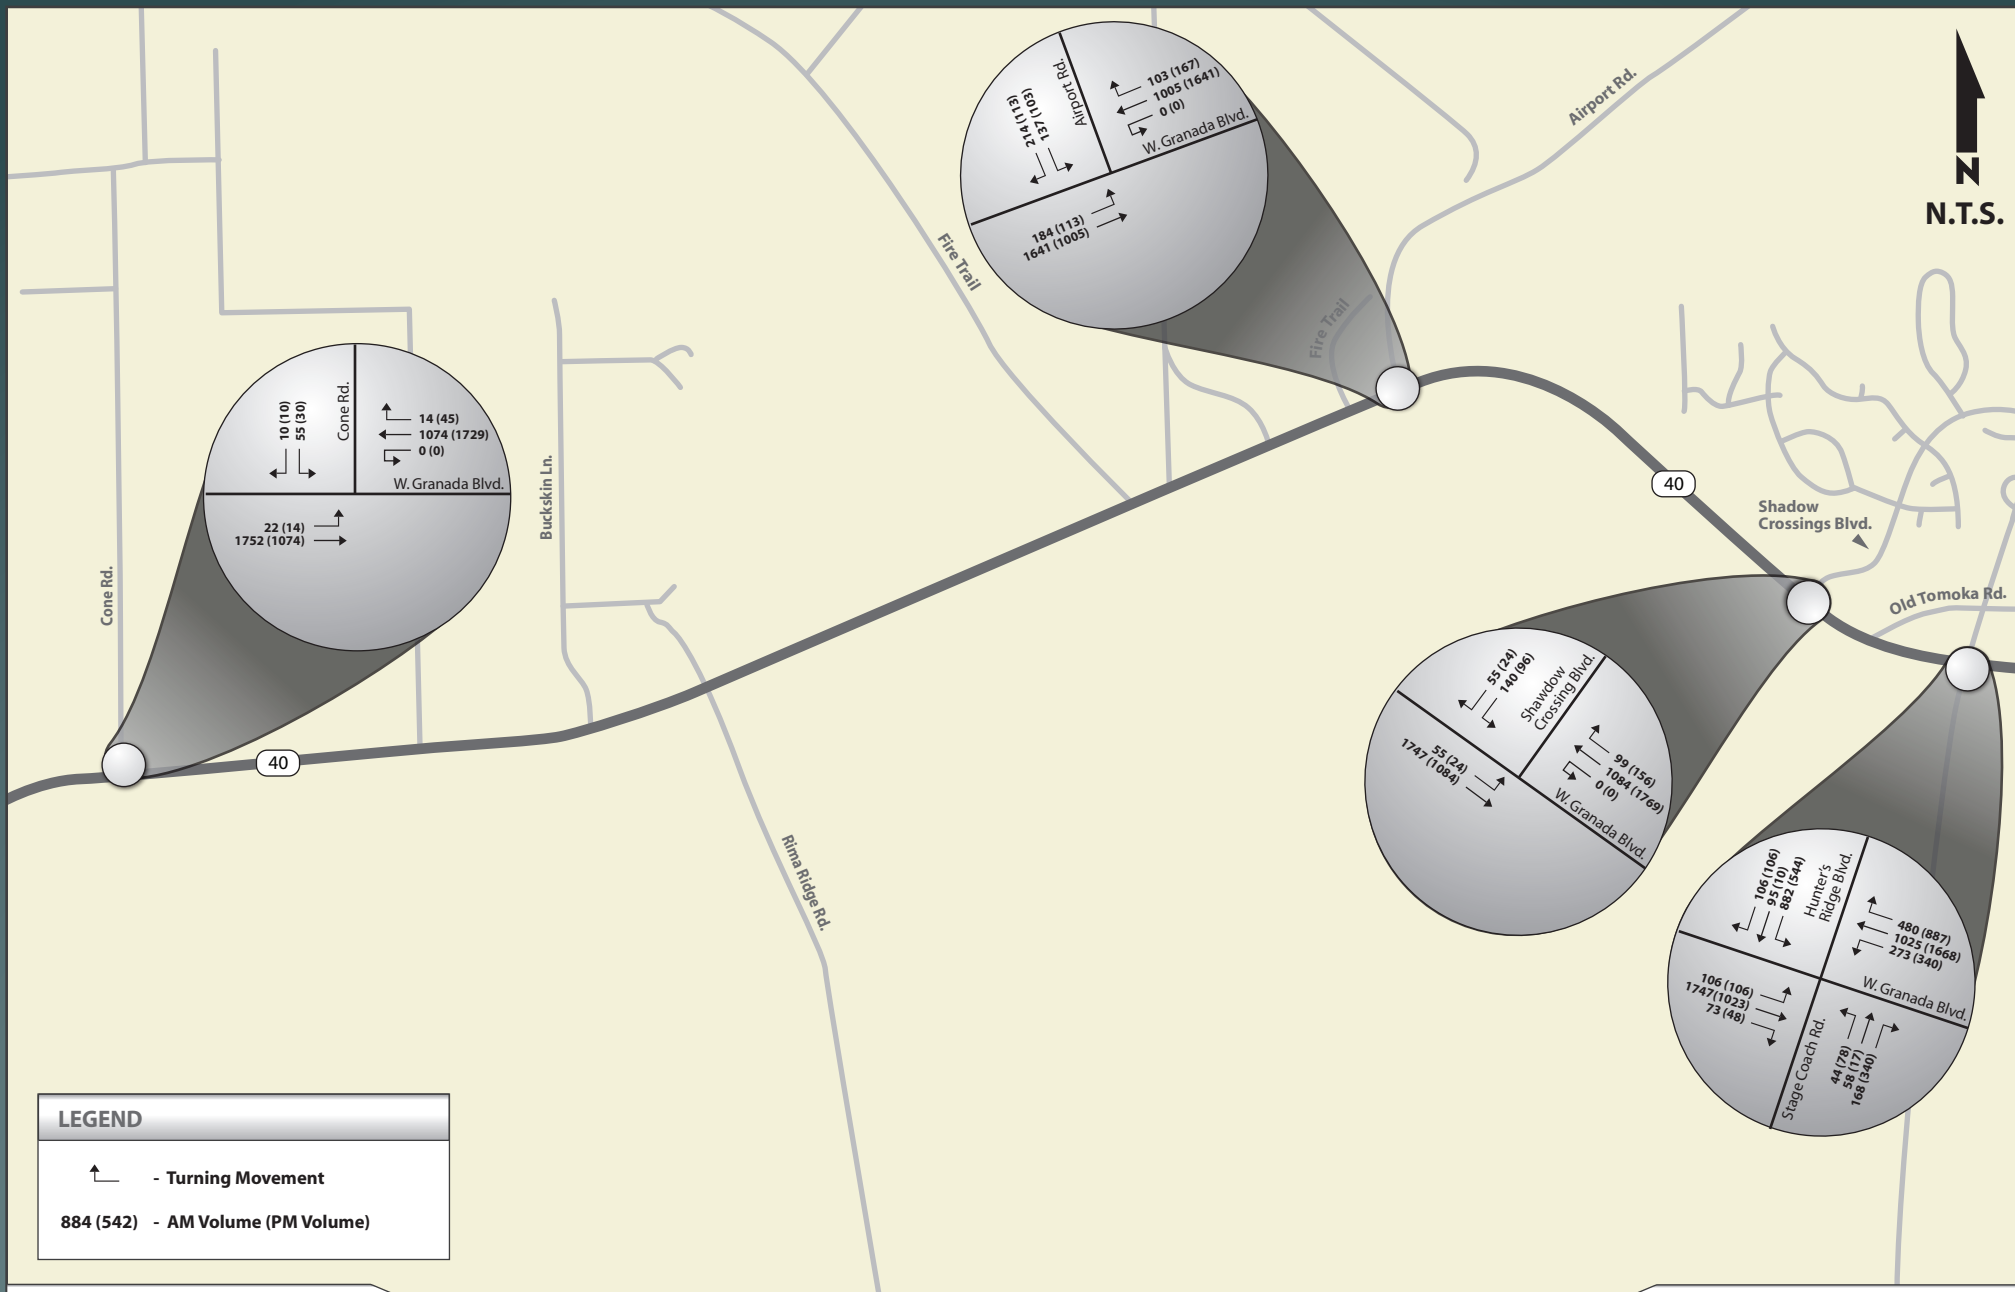 Airport Rd.
103 (167)
1005 (1641)
0 (0)
W. Granada Blvd.
214 (113)
137 (103)
184 (113)
1641 (1005)
Airport Rd.
N
N.T.S.
Fire Trail
Fire Trail
10 (10)
55 (30)
Cone Rd.
14 (45)
1074 (1729)
0 (0)
W. Granada Blvd.
22 (14)
1752 (1074)
Buckskin Ln.
Cone Rd.
40
40
Shadow
Crossings Blvd.
Old Tomoka Rd.
55 (24)
140 (96)
Shawdow
Crossing Blvd.
99 (156)
1084 (1769)
0 (0)
W. Granada Blvd.
55 (24)
1747 (1084)
Rima Ridge Rd.
106 (106)
95 (10)
882 (544)
Hunter's
Ridge Blvd.
480 (887)
1025 (1668)
273 (340)
W. Granada Blvd.
106 (106)
1747(1023)
73 (48)
Stage Coach Rd.
44 (78)
58 (17)
168 (340)
LEGEND
- Turning Movement
884 (542) - AM Volume (PM Volume)